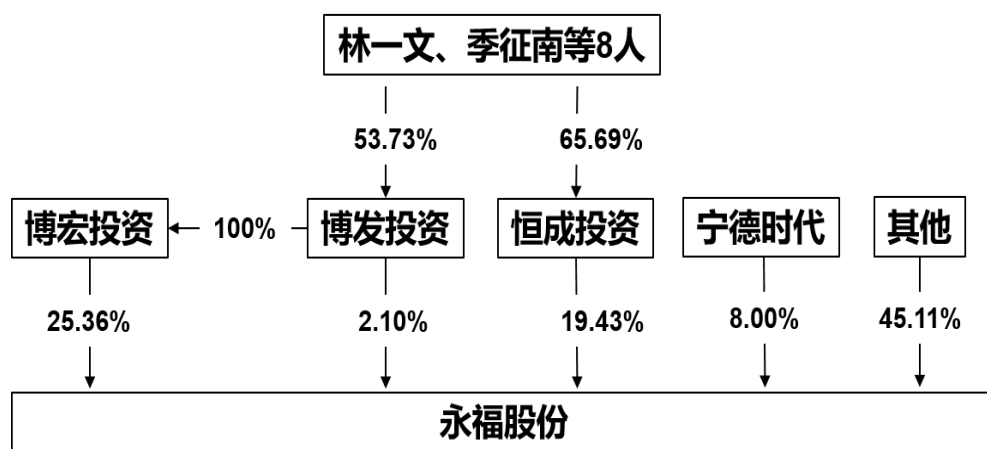 林一文、季征南等8人
53.73%
65.69%
博宏投资
100%
博发投资
恒成投资
宁德时代
其他
25.36%
2.10%
19.43%
8.00%
45.11%
永福股份